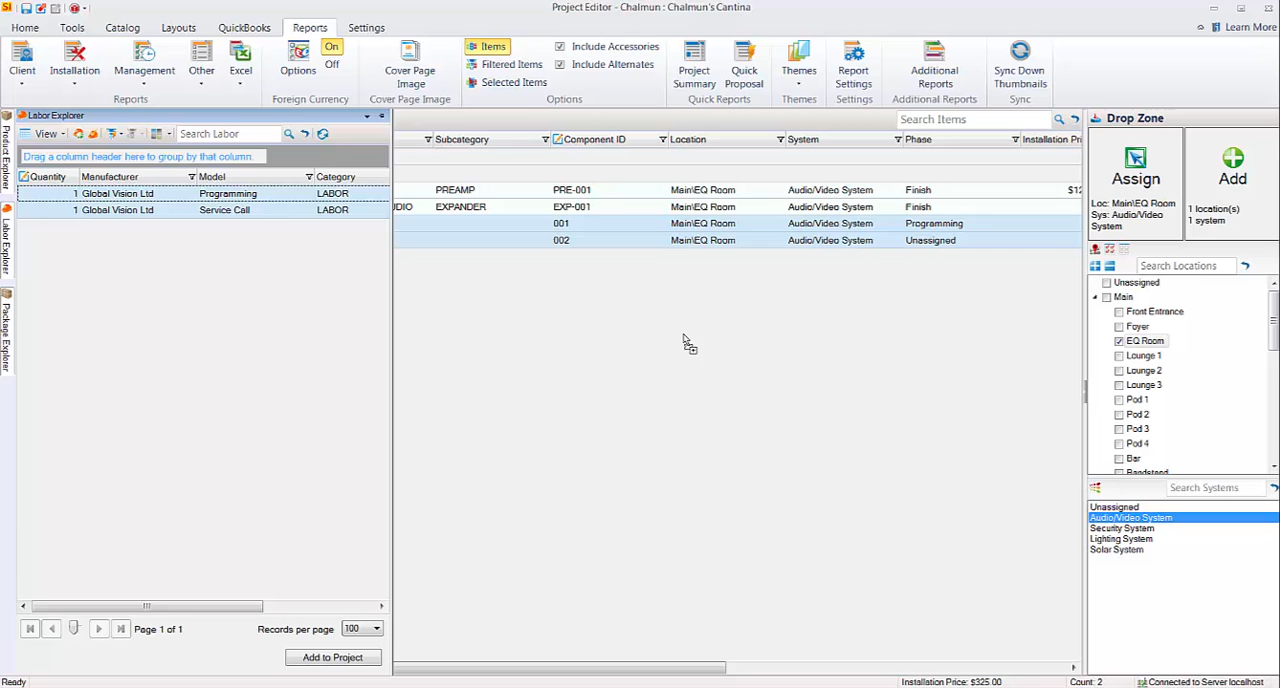 SI
Project Editor - Chalmun : Chalmun's Cantina
Home Tools Catalog Layouts QuickBooks Reports Settings Learn More
Client Installation Management Other Excel
Reports
Options On Off
Foreign Currency
Cover Page Image
Cover Page Image
Items Include Accessories
Filtered Items Include Alternates
Selected Items
Options
Project Summary Quick Proposal
Quick Reports
Themes
Themes
Report Settings
Settings
Additional Reports
Additional Reports
Sync Down Thumbnails
Sync
Product Explorer
Labor Explorer
Package Explorer
Labor Explorer
View Search Labor
Drag a column header here to group by that column.
Quantity Manufacturer Model Category
1 Global Vision Ltd Programming LABOR
1 Global Vision Ltd Service Call LABOR
Page 1 of 1 Records per page 100
Add to Project
Search Items
Subcategory Component ID Location System Phase Installation Pri
PREAMP PRE-001 Main\EQ Room Audio/Video System Finish $12
UDIO EXPANDER EXP-001 Main\EQ Room Audio/Video System Finish
001 Main\EQ Room Audio/Video System Programming
002 Main\EQ Room Audio/Video System Unassigned
Drop Zone
Assign
Loc: Main\EQ Room
Sys: Audio/Video
System
Add
1 location(s)
1 system
Search Locations
Unassigned
Main
Front Entrance
Foyer
EQ Room
Lounge 1
Lounge 2
Lounge 3
Pod 1
Pod 2
Pod 3
Pod 4
Bar
Bandstand
Search Systems
Unassigned
Audio/Video System
Security System
Lighting System
Solar System
Ready Installation Price: $325.00 Count: 2 Connected to Server localhost